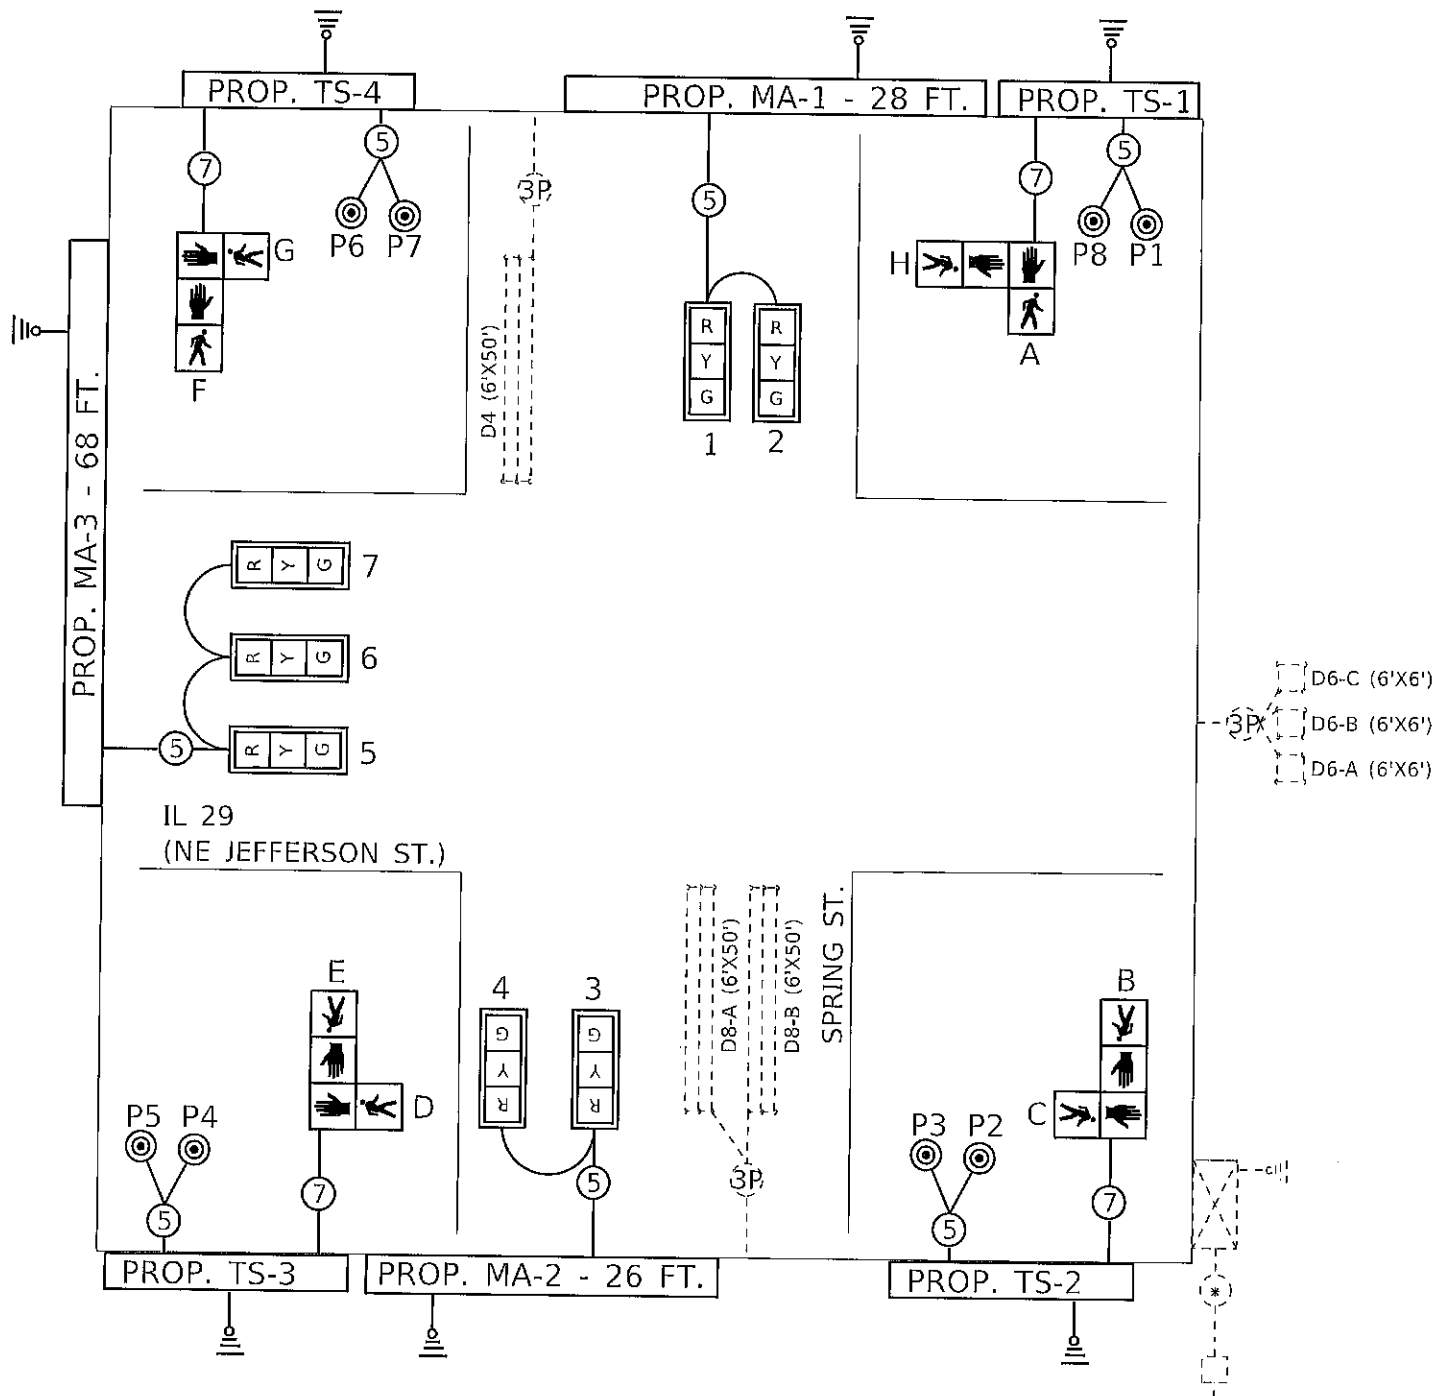 PROP. TS-4
PROP. MA-1 - 28 FT.
PROP. TS-1
5
7
5
7
3P
5
P6 P7
P8 P1
G
H
A
F
D4 (6'X50')
R
Y
G
R
Y
G
1
2
PROP. MA-3 - 68 FT.
R Y G 7
R Y G 6
5
R Y G 5
D6-C (6'X6')
3P
D6-B (6'X6')
D6-A (6'X6')
IL 29
(NE JEFFERSON ST.)
D8-A (6'X50')
D8-B (6'X50')
SPRING ST.
E
4
3
B
G
Y
R
G
Y
R
D
C
P5 P4
P3 P2
7
5
5
3P
5
7
PROP. TS-3
PROP. MA-2 - 26 FT.
PROP. TS-2
*